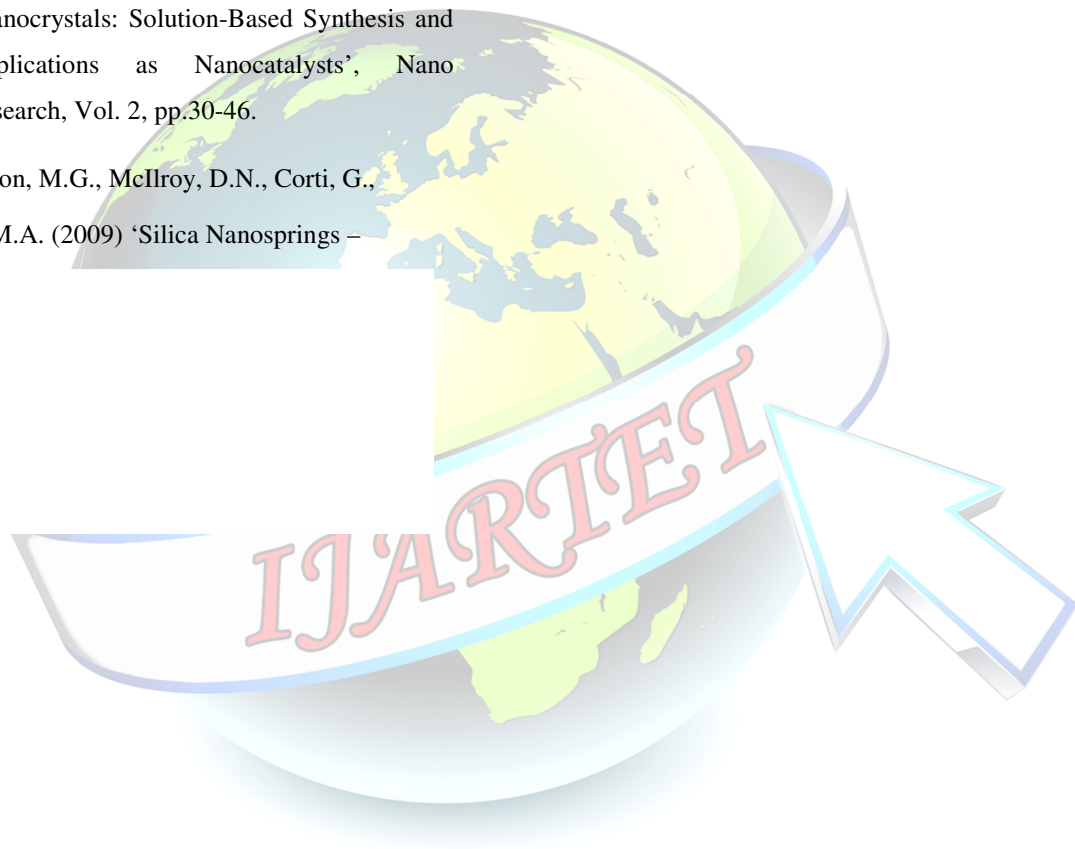 nocrystals: Solution-Based Synthesis and
plications as Nanocatalysts', Nano
search, Vol. 2, pp.30-46.
on, M.G., McIlroy, D.N., Corti, G.,
M.A. (2009) ‘Silica Nanosprings –
IJARTET